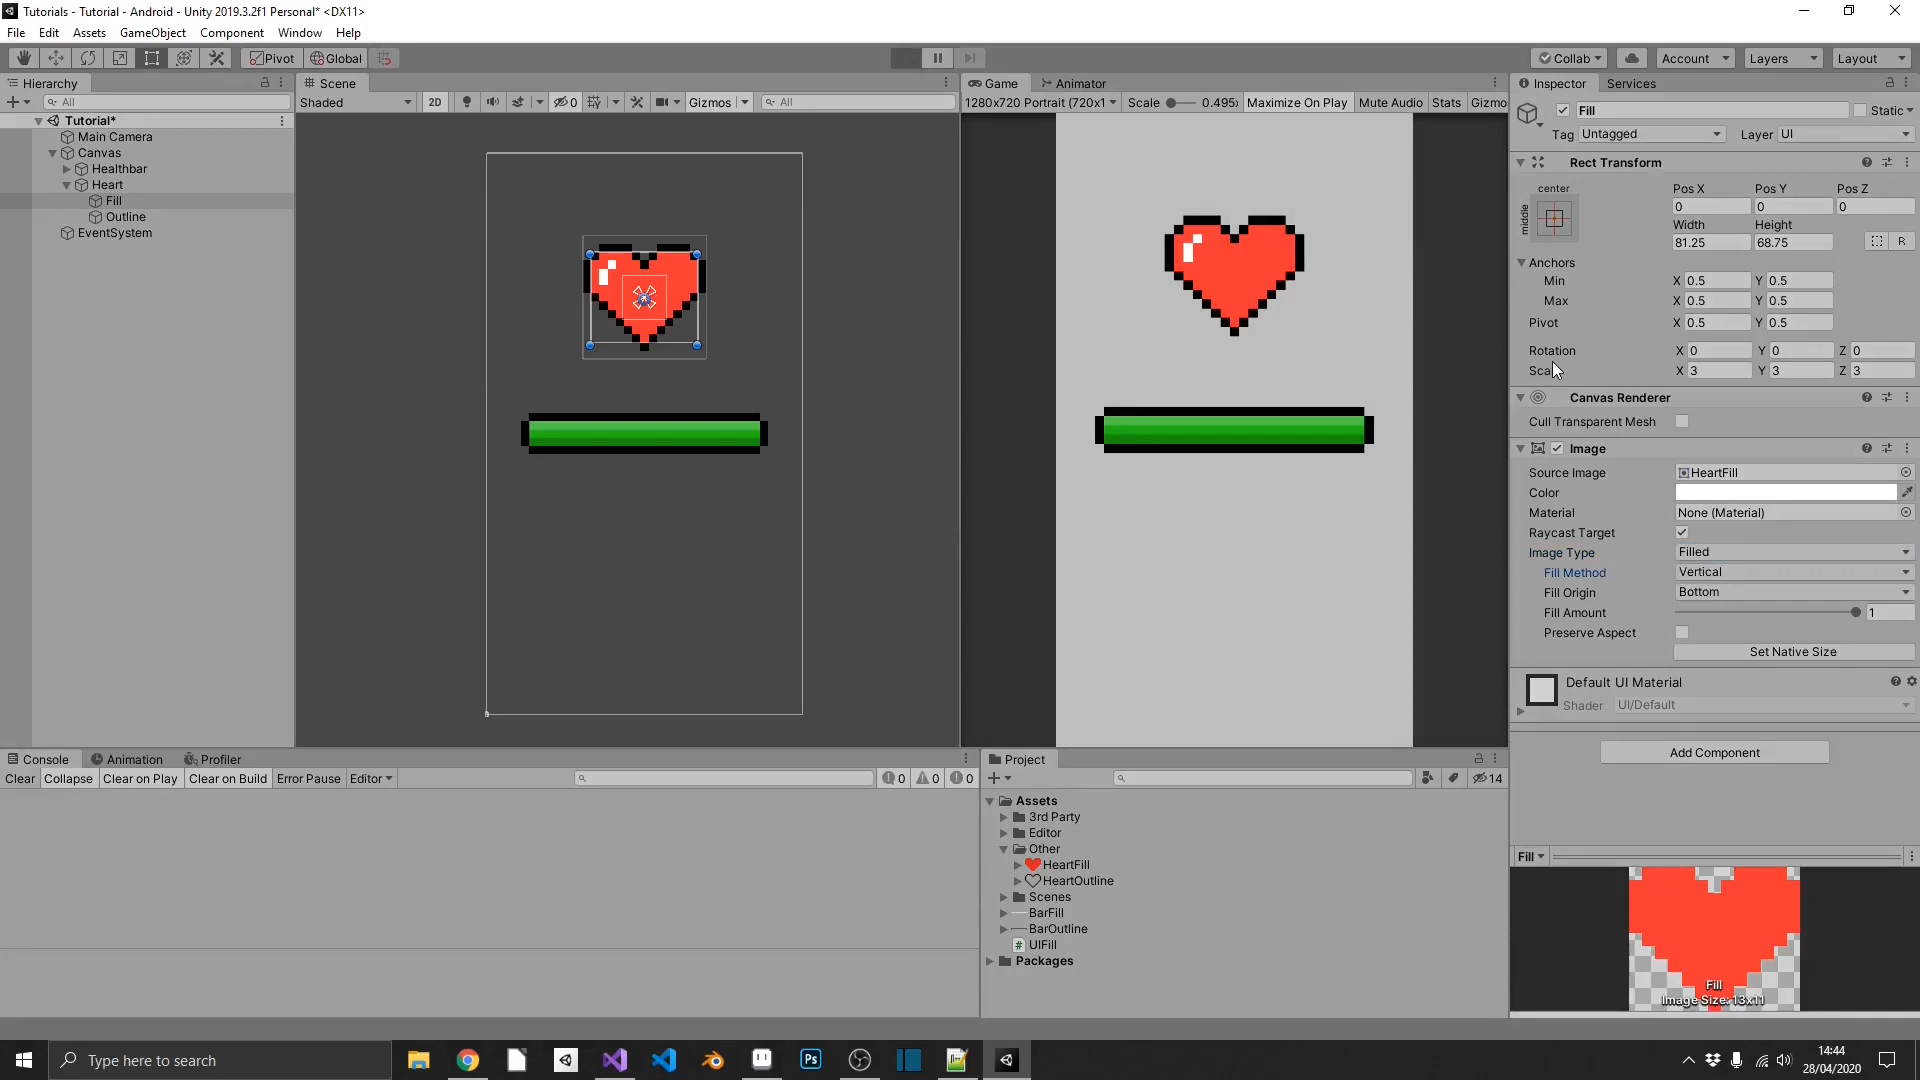 Tutorials - Tutorial - Android - Unity 2019.3.2f1 Personal* <DX11>
File Edit Assets GameObject Component Window Help
Pivot Global Collab Account Layers Layout
Hierarchy
All
Tutorial*
Main Camera
Canvas
Healthbar
Heart
Fill
Outline
EventSystem
Scene
Shaded 2D 0 Gizmos All
Game Animator
1280x720 Portrait (720x1 Scale 0.495x Maximize On Play Mute Audio Stats Gizmo
Inspector Services
Fill Static
Tag Untagged Layer UI
Rect Transform
center
middle
Pos X Pos Y Pos Z
0 0 0
Width Height
81.25 68.75 R
Anchors
Min X 0.5 Y 0.5
Max X 0.5 Y 0.5
Pivot X 0.5 Y 0.5
Rotation X 0 Y 0 Z 0
Sca X 3 Y 3 Z 3
Canvas Renderer
Cull Transparent Mesh
Image
Source Image HeartFill
Color
Material None (Material)
Raycast Target
Image Type Filled
Fill Method Vertical
Fill Origin Bottom
Fill Amount 1
Preserve Aspect
Set Native Size
Default UI Material
Shader UI/Default
Add Component
Fill
Fill
Image Size: 13x11
Console Animation Profiler
Clear Collapse Clear on Play Clear on Build Error Pause Editor 0 0 0
Project
14
Assets
3rd Party
Editor
Other
HeartFill
HeartOutline
Scenes
BarFill
BarOutline
UIFill
Packages
Type here to search
Ps
14:44
28/04/2020